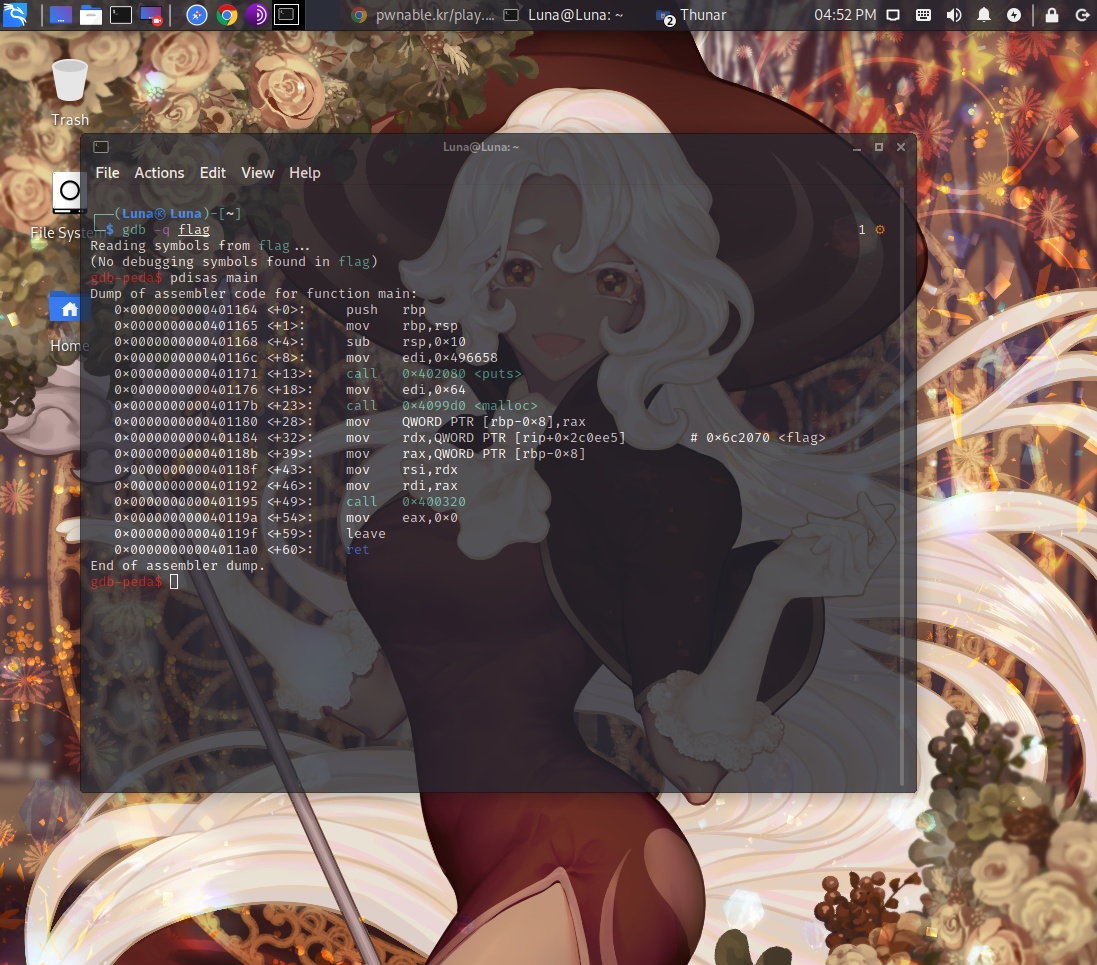 pwnable.kr/play.... Luna@Luna: ~ 2 Thunar 04:52 PM
Trash
File Syste
Home
Luna@Luna: ~
File Actions Edit View Help
┌──(Luna㉿Luna)-[~]
└─$ gdb -q flag 1 ⚙
Reading symbols from flag...
(No debugging symbols found in flag)
gdb-peda$ pdisas main
Dump of assembler code for function main:
0x0000000000401164 <+0>: push rbp
0x0000000000401165 <+1>: mov rbp,rsp
0x0000000000401168 <+4>: sub rsp,0x10
0x000000000040116c <+8>: mov edi,0x496658
0x0000000000401171 <+13>: call 0x402080 <puts>
0x0000000000401176 <+18>: mov edi,0x64
0x000000000040117b <+23>: call 0x4099d0 <malloc>
0x0000000000401180 <+28>: mov QWORD PTR [rbp-0x8],rax
0x0000000000401184 <+32>: mov rdx,QWORD PTR [rip+0x2c0ee5] # 0x6c2070 <flag>
0x000000000040118b <+39>: mov rax,QWORD PTR [rbp-0x8]
0x000000000040118f <+43>: mov rsi,rdx
0x0000000000401192 <+46>: mov rdi,rax
0x0000000000401195 <+49>: call 0x400320
0x000000000040119a <+54>: mov eax,0x0
0x000000000040119f <+59>: leave
0x00000000004011a0 <+60>: ret
End of assembler dump.
gdb-peda$